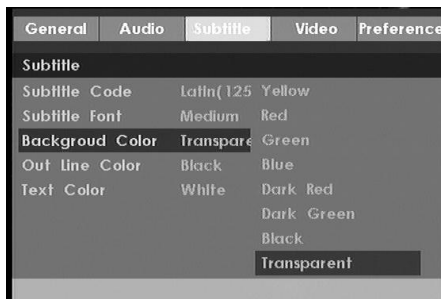 General Audio Subtitle Video Preference
Subtitle
Subtitle Code Latin(125 Yellow
Subtitle Font Medium Red
Backgroud Color Transpare Green
Out Line Color Black Blue
Text Color White Dark Red
Dark Green
Black
Transparent